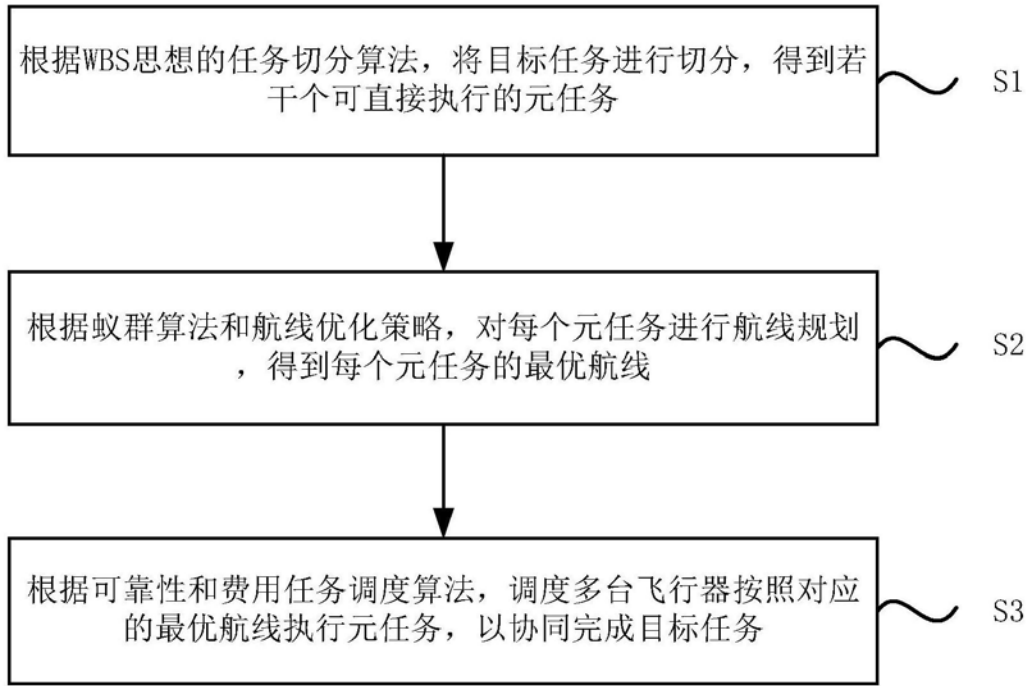 根据WBS思想的任务切分算法，将目标任务进行切分，得到若
干个可直接执行的元任务
S1
根据蚁群算法和航线优化策略，对每个元任务进行航线规划
，得到每个元任务的最优航线
S2
根据可靠性和费用任务调度算法，调度多台飞行器按照对应
的最优航线执行元任务，以协同完成目标任务
S3